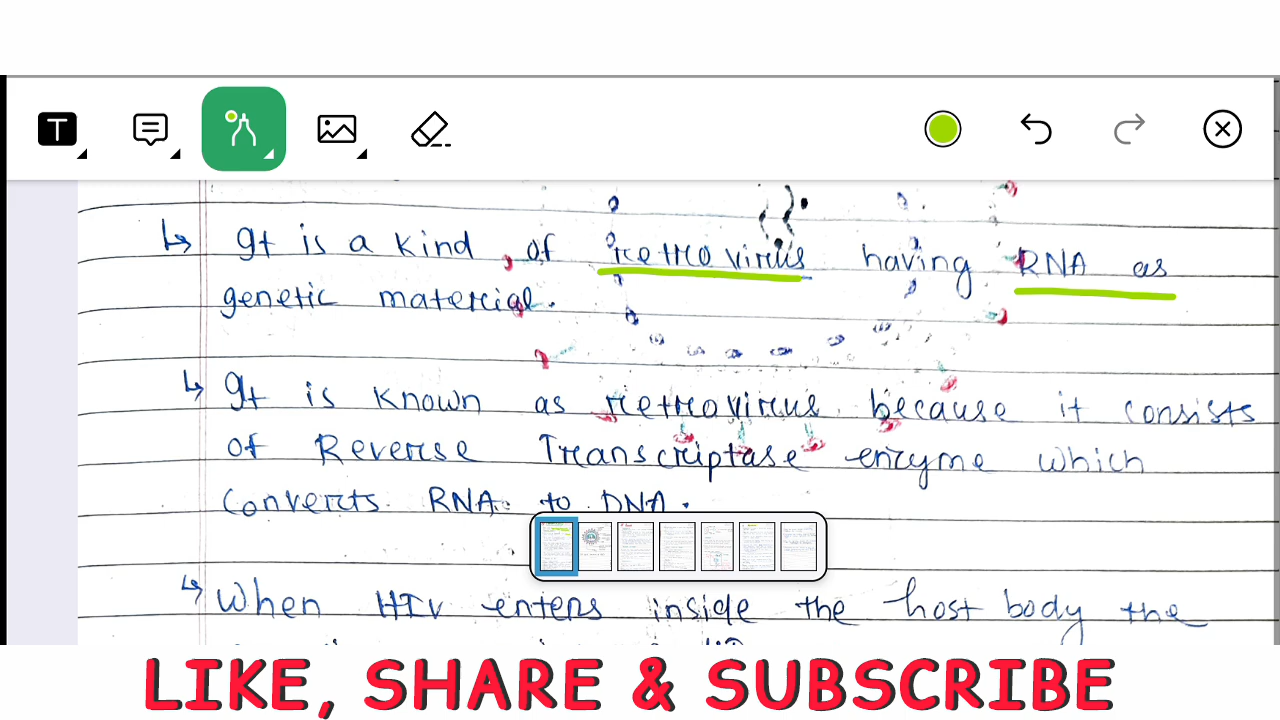 T
↳ It is a kind of retrovirus having RNA as
genetic material.
↳ It is known as retrovirus because it consists
of Reverse Transcriptase enzyme which
converts RNA to DNA.
↳ When HIV enters inside the host body the
LIKE, SHARE & SUBSCRIBE